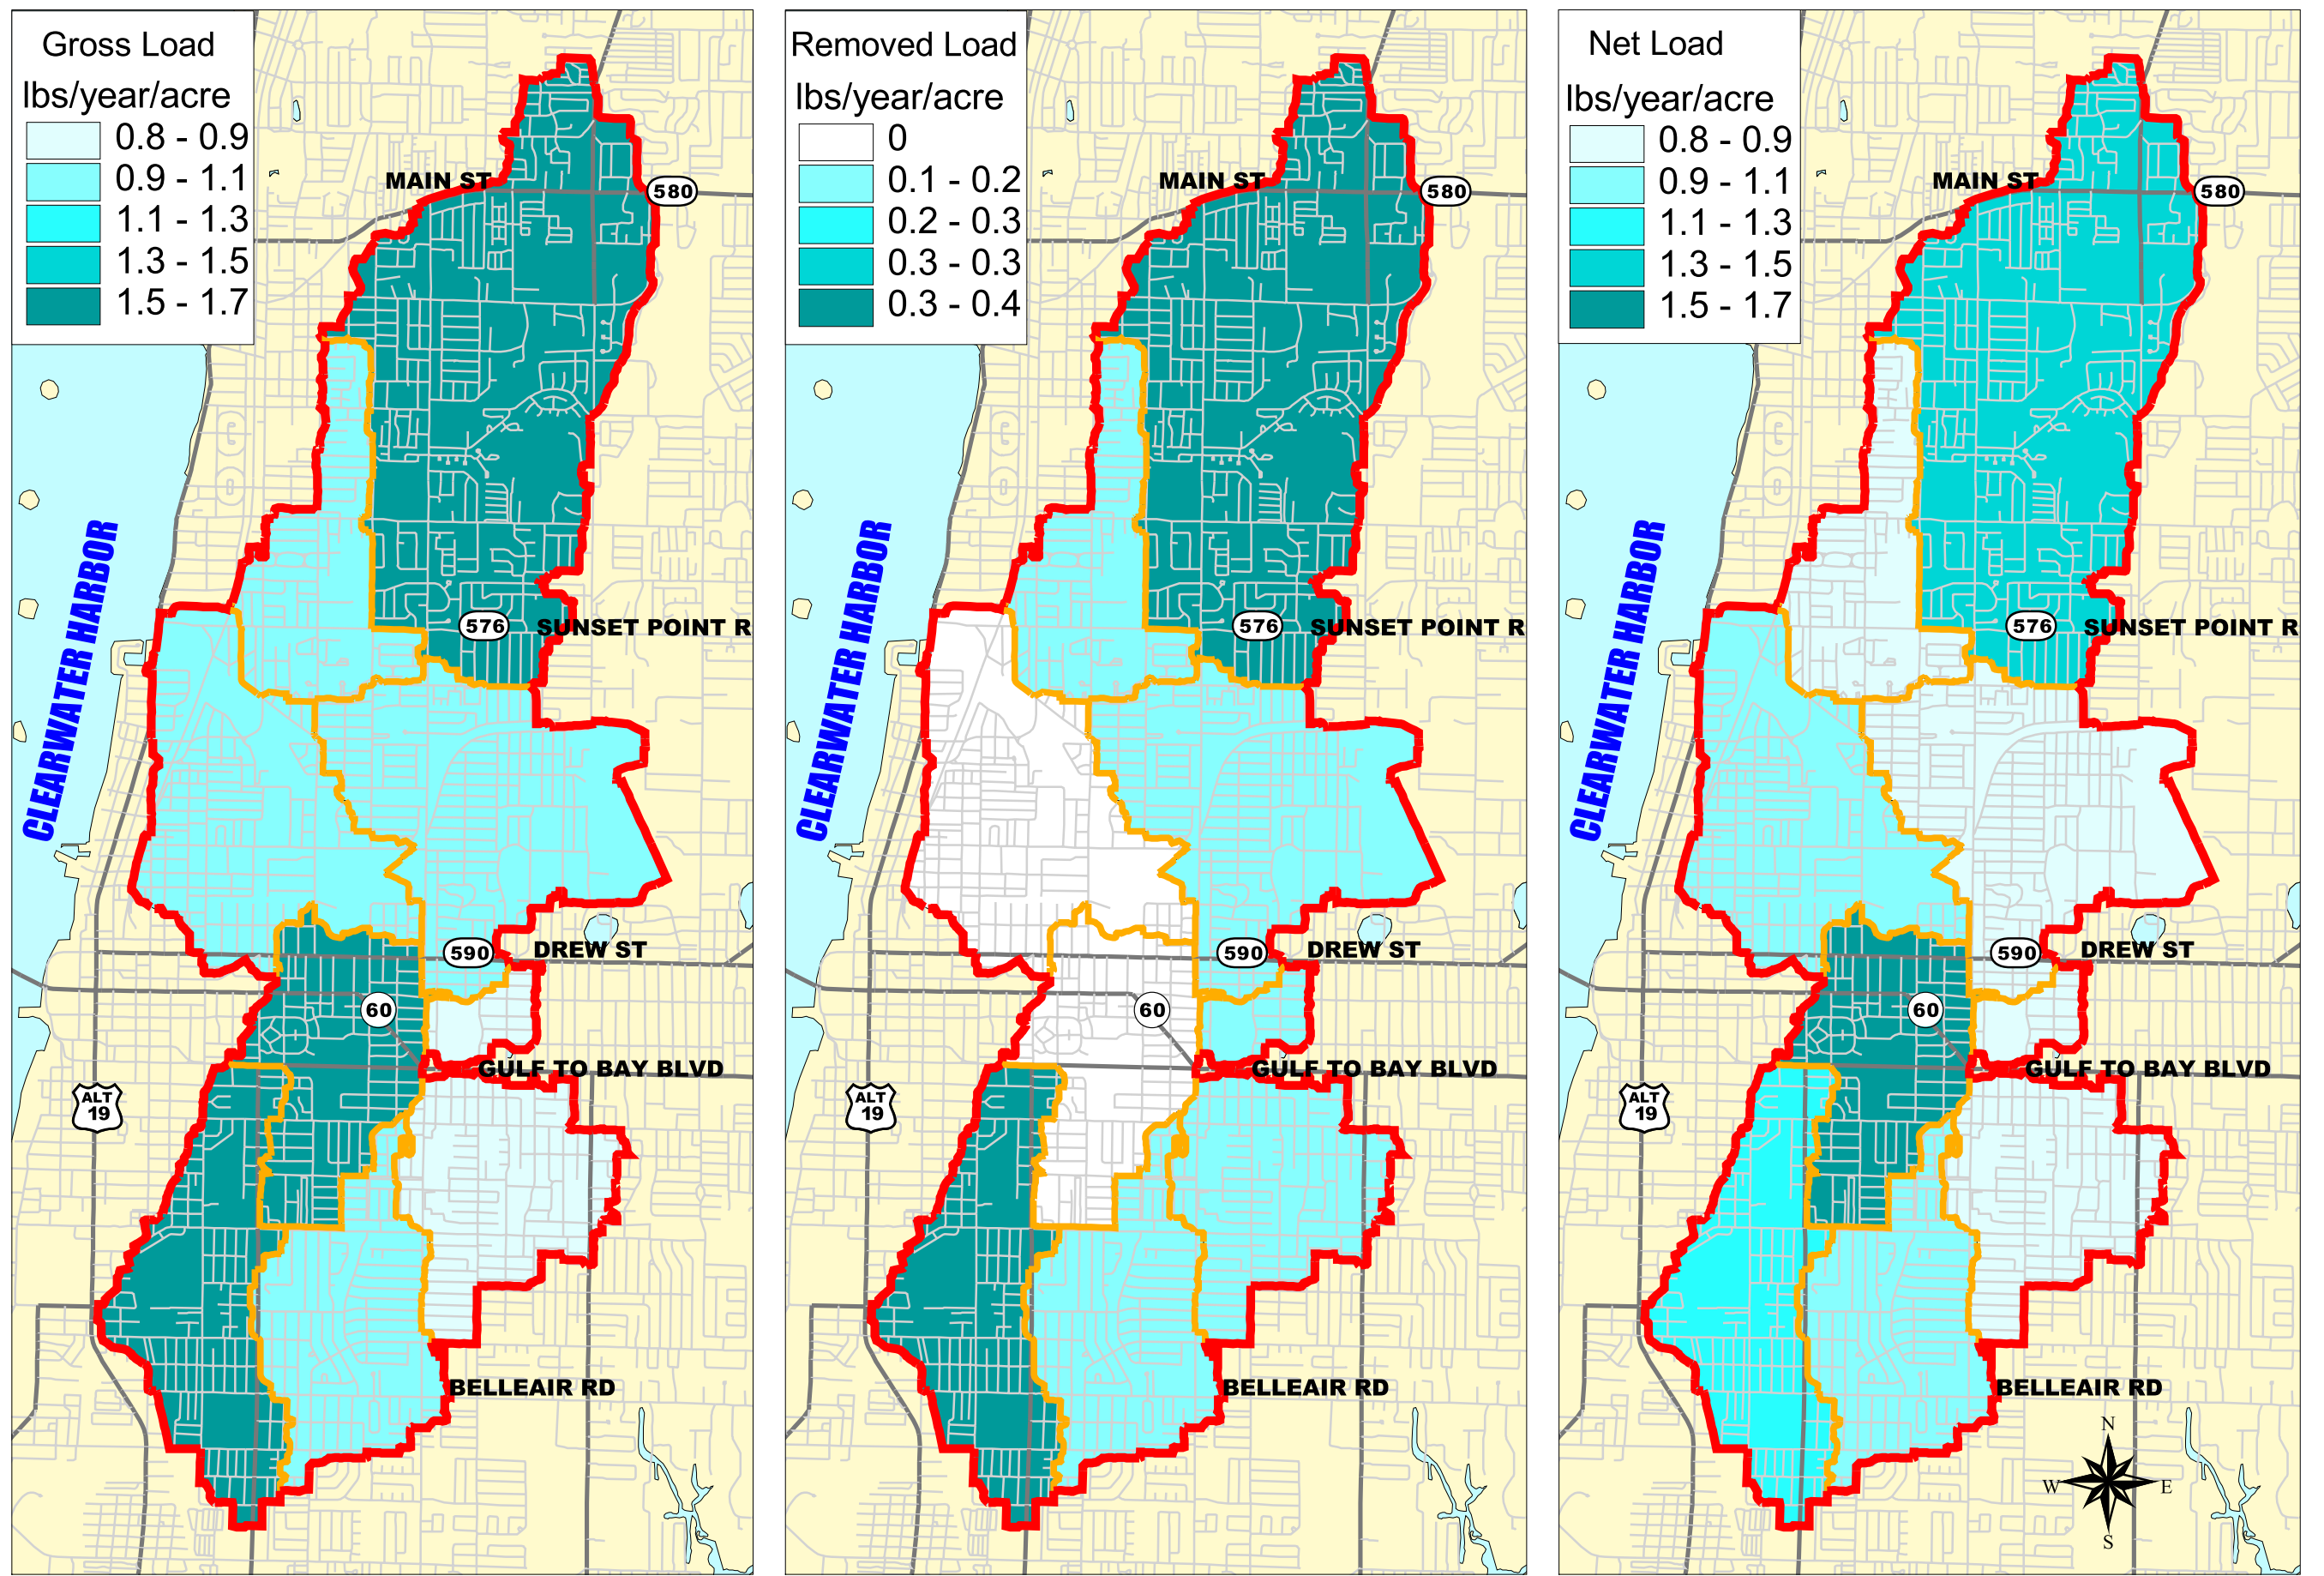 Gross Load
lbs/year/acre
0.8 - 0.9
0.9 - 1.1
1.1 - 1.3
1.3 - 1.5
1.5 - 1.7
MAIN ST
580
CLEARWATER HARBOR
576
SUNSET POINT R
590
DREW ST
60
GULF TO BAY BLVD
ALT
19
BELLEAIR RD
Removed Load
lbs/year/acre
0
0.1 - 0.2
0.2 - 0.3
0.3 - 0.3
0.3 - 0.4
MAIN ST
580
CLEARWATER HARBOR
576
SUNSET POINT R
590
DREW ST
60
GULF TO BAY BLVD
ALT
19
BELLEAIR RD
Net Load
lbs/year/acre
0.8 - 0.9
0.9 - 1.1
1.1 - 1.3
1.3 - 1.5
1.5 - 1.7
MAIN ST
580
CLEARWATER HARBOR
576
SUNSET POINT R
590
DREW ST
60
GULF TO BAY BLVD
ALT
19
BELLEAIR RD
N
W E
S